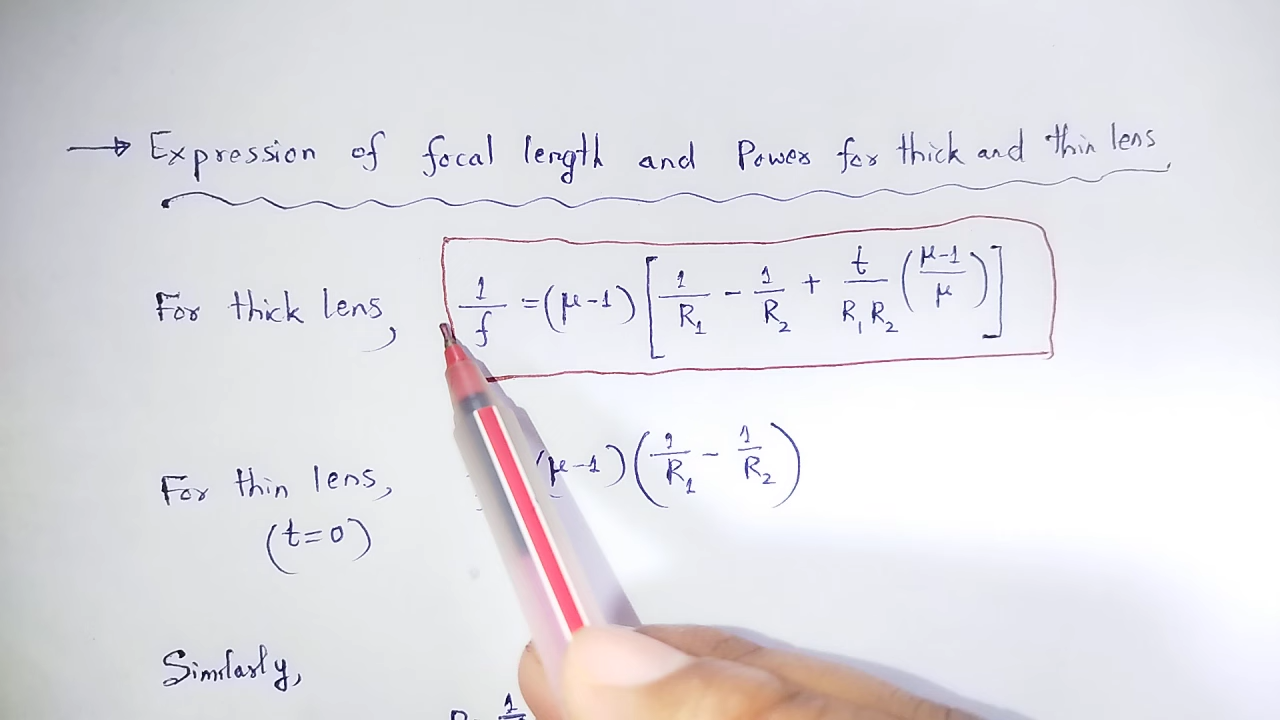 → Expression of focal length and Power for thick and thin lens
For thick lens, 1/f = (μ-1) [1/R₁ - 1/R₂ + t/R₁R₂ (μ-1/μ)]
For thin lens, (μ-1) (1/R₁ - 1/R₂)
(t=0)
Similarly,